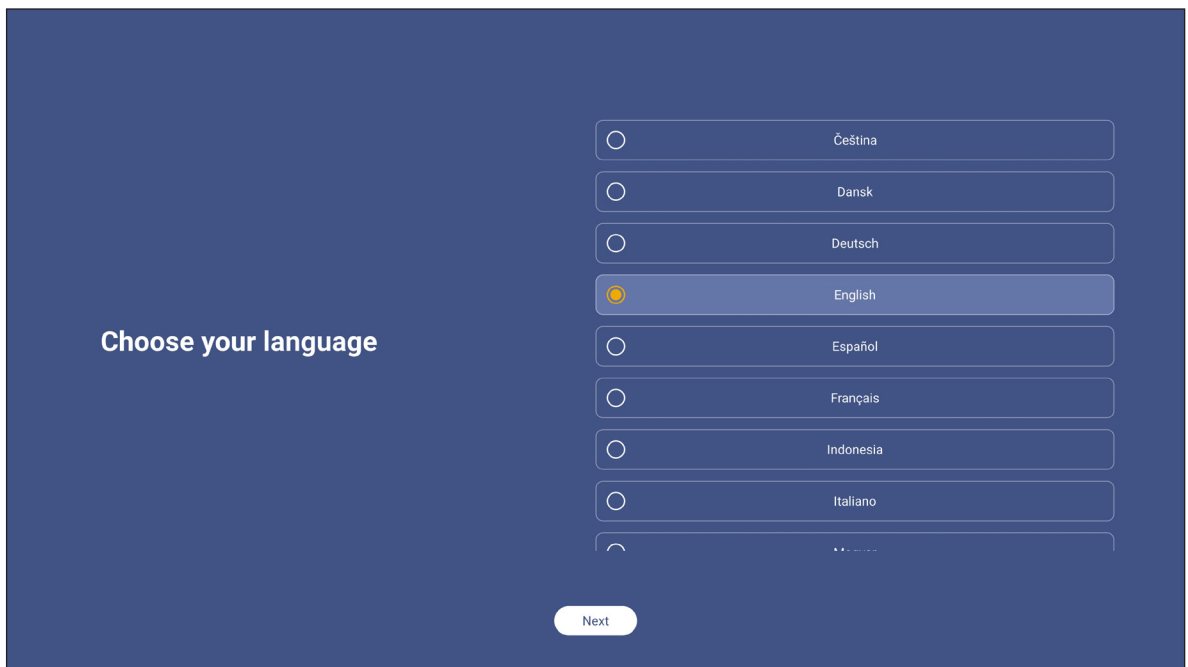 Choose your language
Čeština
Dansk
Deutsch
English
Español
Français
Indonesia
Italiano
Next